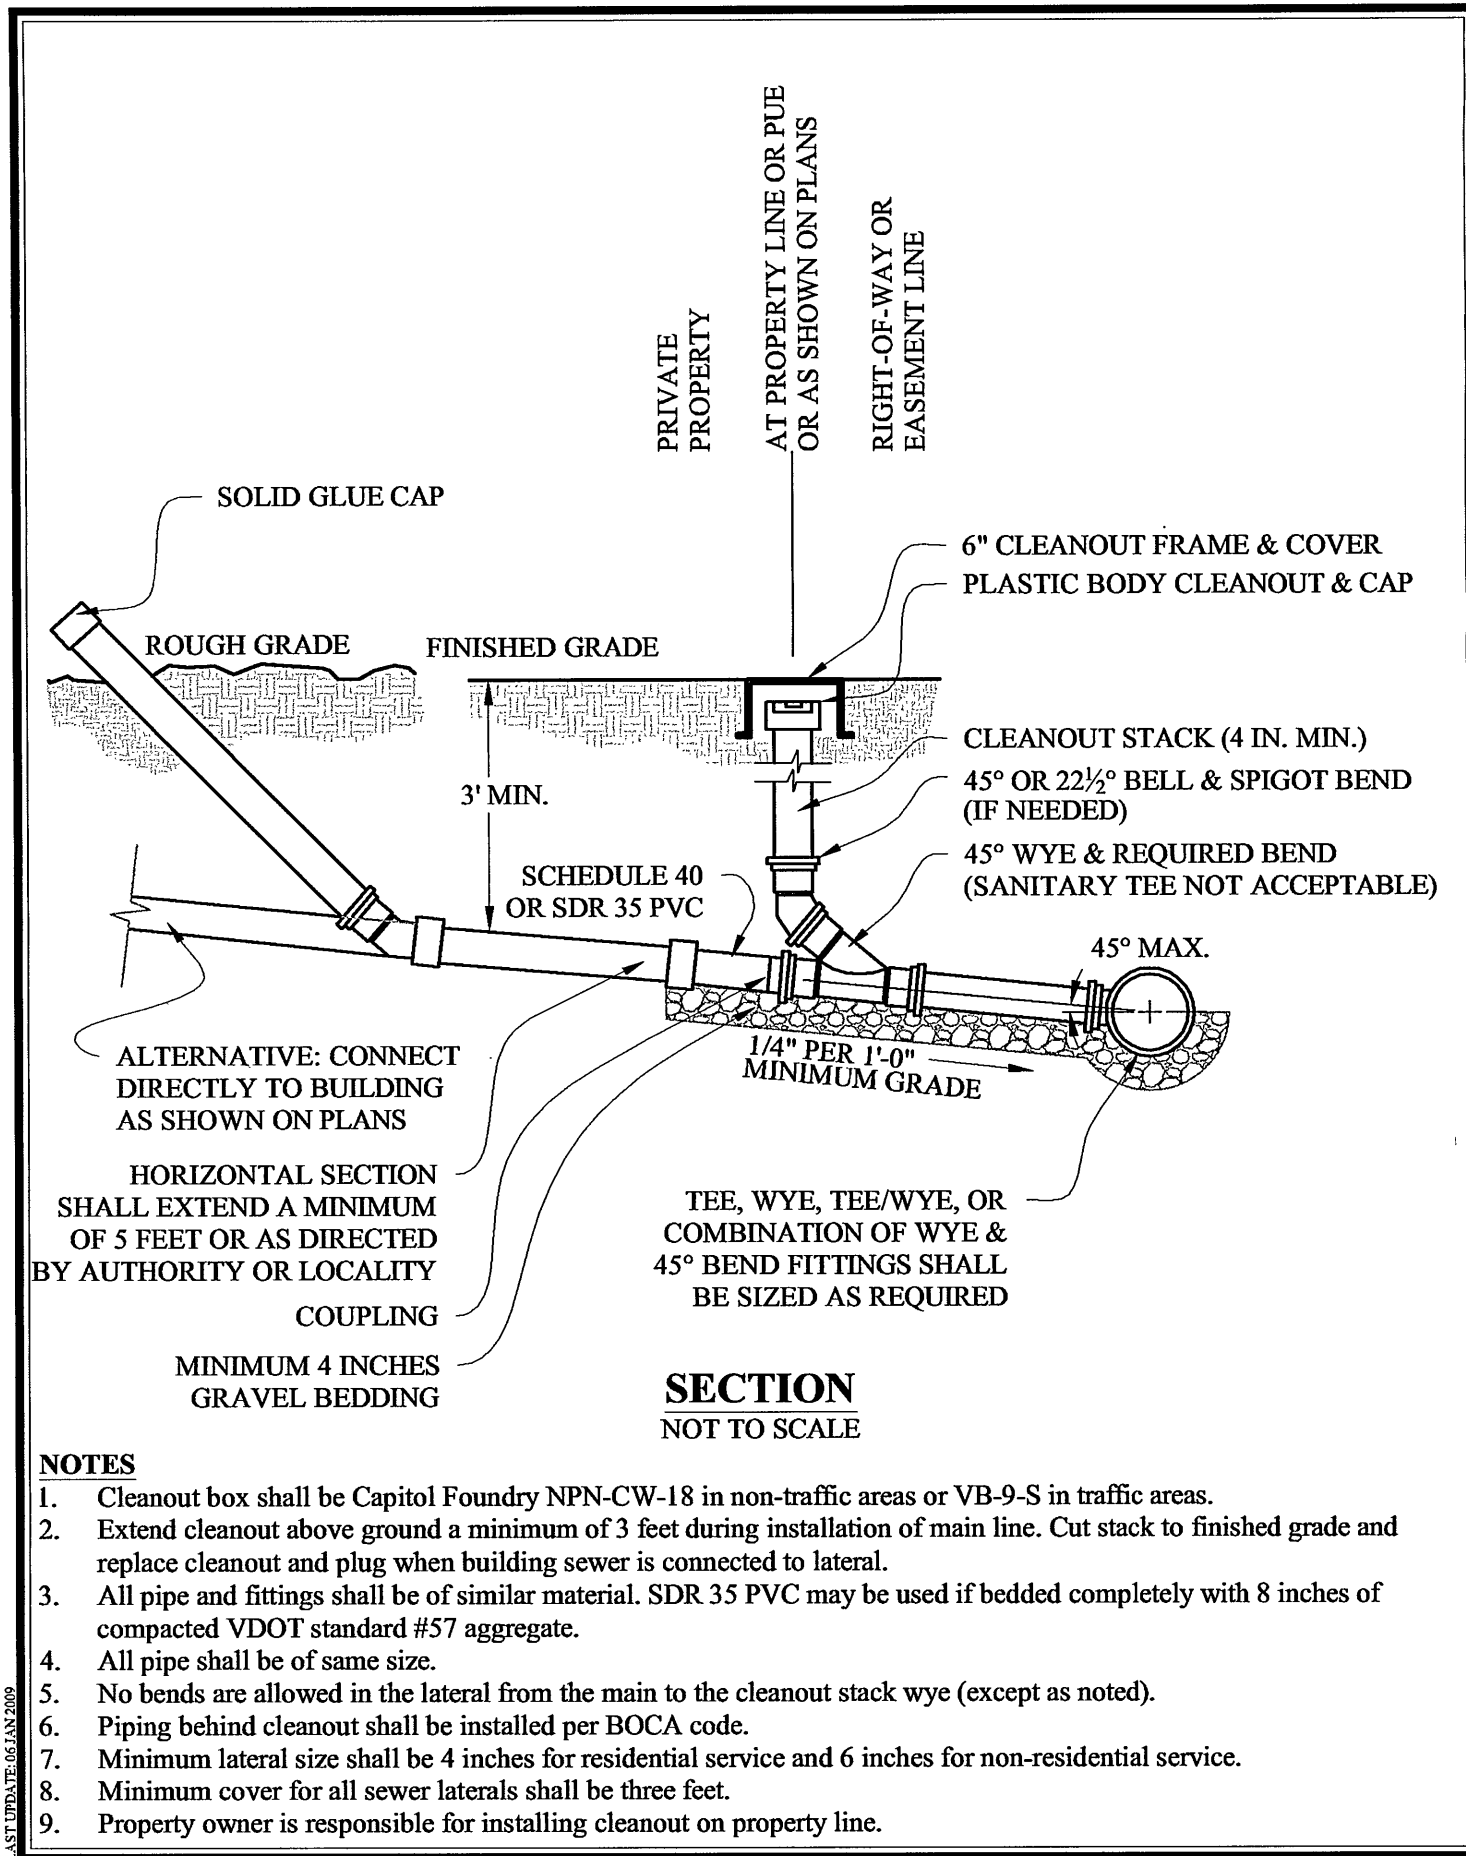 PRIVATE
PROPERTY
AT PROPERTY LINE OR PUE
OR AS SHOWN ON PLANS
RIGHT-OF-WAY OR
EASEMENT LINE
SOLID GLUE CAP
6" CLEANOUT FRAME & COVER
PLASTIC BODY CLEANOUT & CAP
ROUGH GRADE
FINISHED GRADE
CLEANOUT STACK (4 IN. MIN.)
45° OR 22½° BELL & SPIGOT BEND
(IF NEEDED)
3' MIN.
45° WYE & REQUIRED BEND
(SANITARY TEE NOT ACCEPTABLE)
SCHEDULE 40
OR SDR 35 PVC
45° MAX.
1/4" PER 1'-0"
MINIMUM GRADE
ALTERNATIVE: CONNECT
DIRECTLY TO BUILDING
AS SHOWN ON PLANS
HORIZONTAL SECTION
SHALL EXTEND A MINIMUM
OF 5 FEET OR AS DIRECTED
BY AUTHORITY OR LOCALITY
COUPLING
MINIMUM 4 INCHES
GRAVEL BEDDING
TEE, WYE, TEE/WYE, OR
COMBINATION OF WYE &
45° BEND FITTINGS SHALL
BE SIZED AS REQUIRED
SECTION
NOT TO SCALE
NOTES
1. Cleanout box shall be Capitol Foundry NPN-CW-18 in non-traffic areas or VB-9-S in traffic areas.
2. Extend cleanout above ground a minimum of 3 feet during installation of main line. Cut stack to finished grade and
replace cleanout and plug when building sewer is connected to lateral.
3. All pipe and fittings shall be of similar material. SDR 35 PVC may be used if bedded completely with 8 inches of
compacted VDOT standard #57 aggregate.
4. All pipe shall be of same size.
5. No bends are allowed in the lateral from the main to the cleanout stack wye (except as noted).
6. Piping behind cleanout shall be installed per BOCA code.
7. Minimum lateral size shall be 4 inches for residential service and 6 inches for non-residential service.
8. Minimum cover for all sewer laterals shall be three feet.
9. Property owner is responsible for installing cleanout on property line.
AST UPDATE: 06 JAN 2009